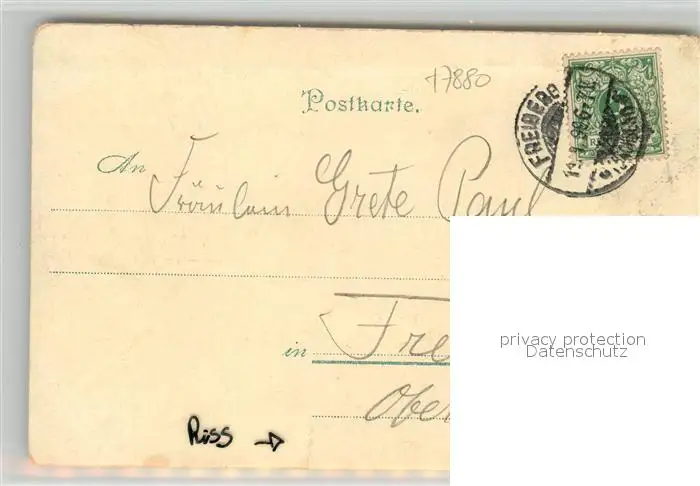 17880
Postkarte.
FREIBERG
An Fräulein Grete Paul
in Fre
Ober
privacy protection
Datenschutz
Riss →